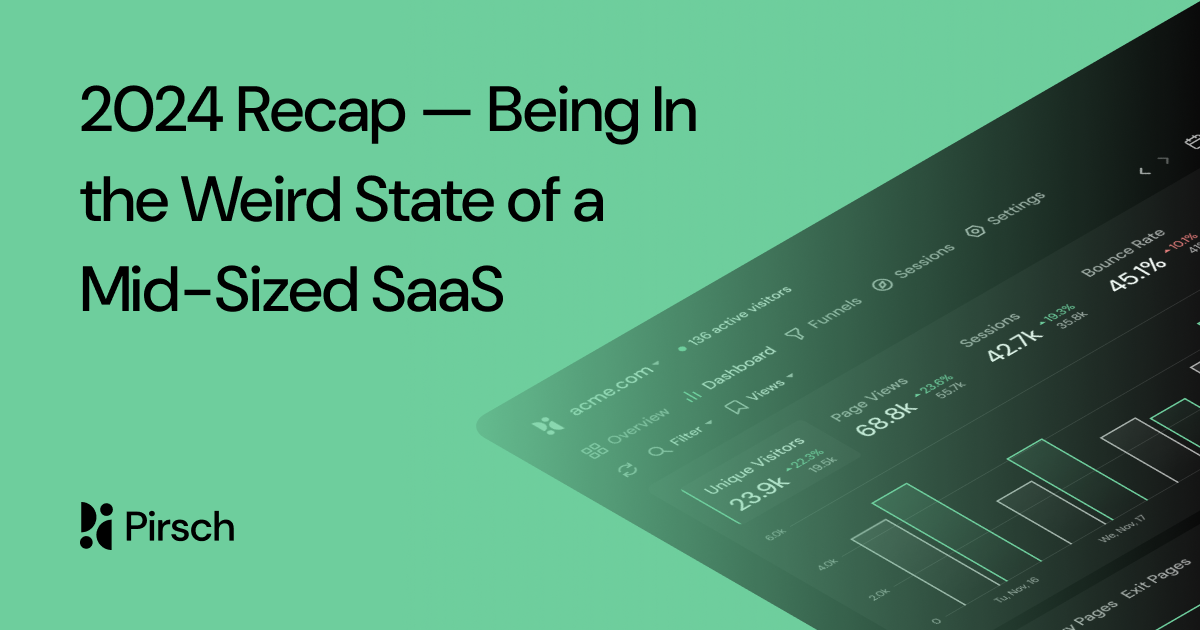 2024 Recap — Being In
the Weird State of a
Mid-Sized SaaS
Pirsch
acme.com
136 active visitors
Overview
Dashboard
Funnels
Sessions
Settings
Filter
Views
Unique Visitors
23.9k
22.3%
19.5k
Page Views
68.8k
23.6%
55.7k
Sessions
42.7k
19.3%
35.8k
Bounce Rate
45.1%
10.1%
6.0k
4.0k
2.0k
0
Tu, Nov, 16
We, Nov, 17
Pages
Exit Pages